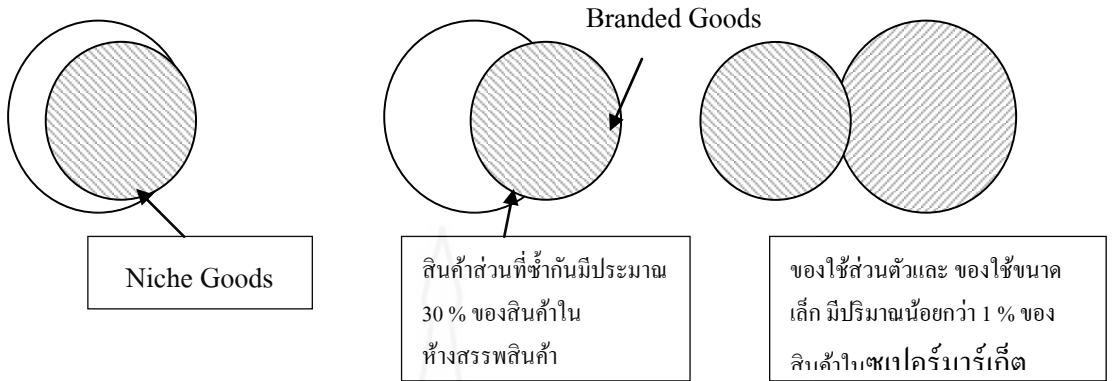 Branded Goods
Niche Goods
สินค้าส่วนที่ซ้ำกันมีประมาณ
30 % ของสินค้าใน
ห้างสรรพสินค้า
ของใช้ส่วนตัวและ ของใช้ขนาด
เล็ก มีปริมาณน้อยกว่า 1 % ของ
สินค้าในซุเปอร์มาร์เก็ต